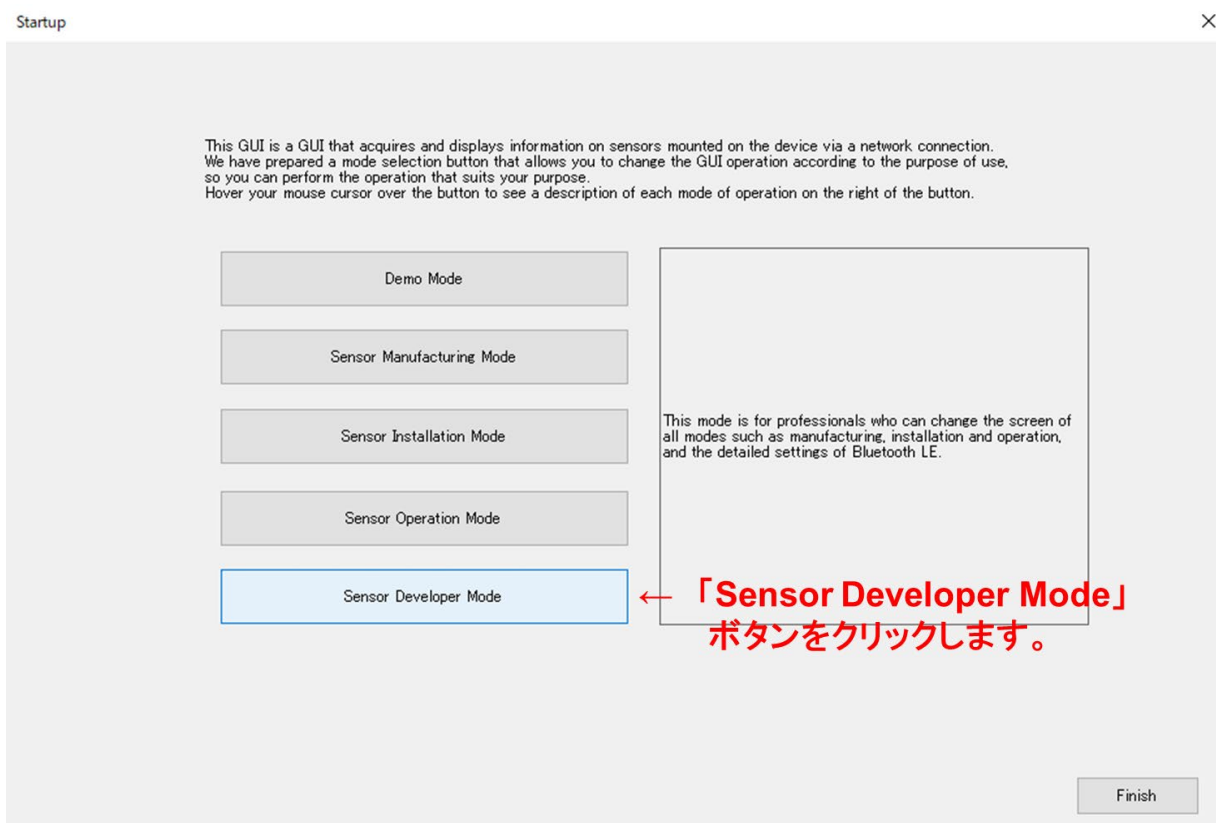 Startup
This GUI is a GUI that acquires and displays information on sensors mounted on the device via a network connection.
We have prepared a mode selection button that allows you to change the GUI operation according to the purpose of use,
so you can perform the operation that suits your purpose.
Hover your mouse cursor over the button to see a description of each mode of operation on the right of the button.
Demo Mode
Sensor Manufacturing Mode
Sensor Installation Mode
Sensor Operation Mode
Sensor Developer Mode
This mode is for professionals who can change the screen of
all modes such as manufacturing, installation and operation,
and the detailed settings of Bluetooth LE.
← 「Sensor Developer Mode」
ボタンをクリックします。
Finish